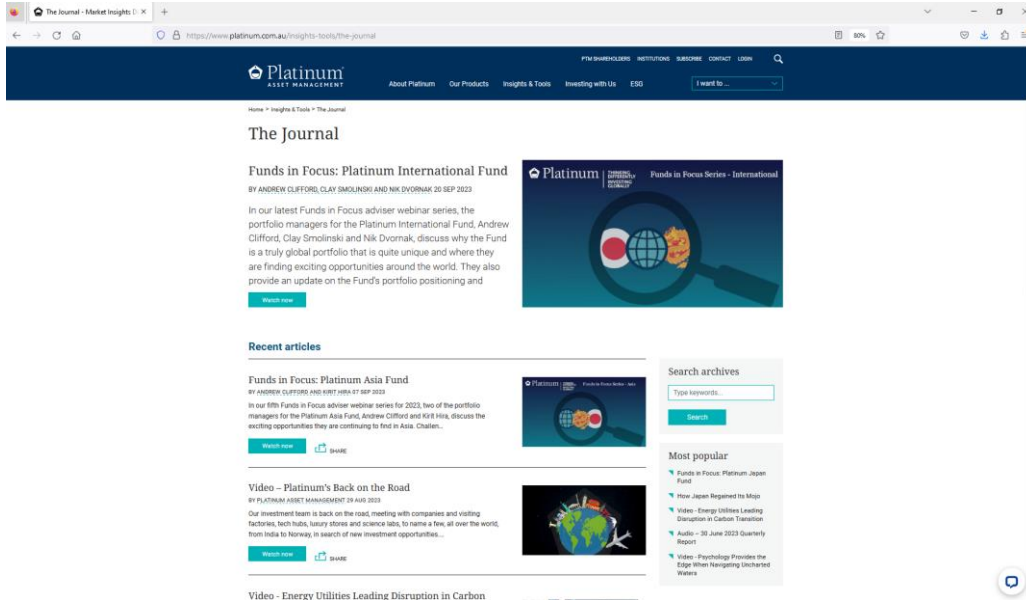 The Journal - Market Insights D
https://www.platinum.com.au/insights-tools/the-journal
80%
PTM SHAREHOLDERS INSTITUTIONS SUBSCRIBE CONTACT LOGIN
Platinum
ASSET MANAGEMENT
About Platinum Our Products Insights & Tools Investing with Us ESG
I want to ...
Home > Insights & Tools > The Journal
The Journal
Funds in Focus: Platinum International Fund
BY ANDREW CLIFFORD, CLAY SMOLINSKI AND NIK DVORNAK 20 SEP 2023
In our latest Funds in Focus adviser webinar series, the
portfolio managers for the Platinum International Fund, Andrew
Clifford, Clay Smolinski and Nik Dvornak, discuss why the Fund
is a truly global portfolio that is quite unique and where they
are finding exciting opportunities around the world. They also
provide an update on the Fund's portfolio positioning and
Watch now
Platinum
THINKING
DIFFERENTLY
INVESTING
GLOBALLY
Funds in Focus Series - International
Recent articles
Funds in Focus: Platinum Asia Fund
BY ANDREW CLIFFORD AND KIRIT HIRA 07 SEP 2023
In our fifth Funds in Focus adviser webinar series for 2023, two of the portfolio
managers for the Platinum Asia Fund, Andrew Clifford and Kirit Hira, discuss the
exciting opportunities they are continuing to find in Asia. Challen...
Watch now
SHARE
Platinum
Funds in Focus Series - Asia
Video – Platinum's Back on the Road
BY PLATINUM ASSET MANAGEMENT 29 AUG 2023
Our investment team is back on the road, meeting with companies and visiting
factories, tech hubs, luxury stores and science labs, to name a few, all over the world,
from India to Norway, in search of new investment opportunities....
Watch now
SHARE
Video - Energy Utilities Leading Disruption in Carbon
Search archives
Type keywords...
Search
Most popular
Funds in Focus: Platinum Japan
Fund
How Japan Regained Its Mojo
Video - Energy Utilities Leading
Disruption in Carbon Transition
Audio – 30 June 2023 Quarterly
Report
Video - Psychology Provides the
Edge When Navigating Uncharted
Waters